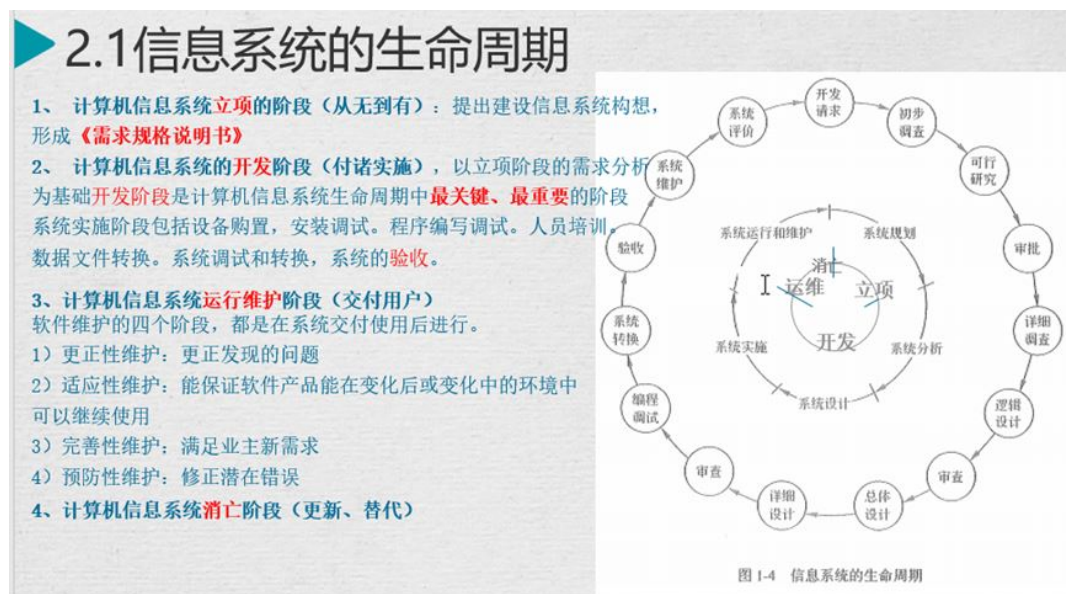 2.1信息系统的生命周期
1、 计算机信息系统立项的阶段（从无到有）：提出建设信息系统构想，
形成《需求规格说明书》
2、 计算机信息系统的开发阶段（付诸实施），以立项阶段的需求分析
为基础开发阶段是计算机信息系统生命周期中最关键、最重要的阶段
系统实施阶段包括设备购置，安装调试。程序编写调试。人员培训。
数据文件转换。系统调试和转换，系统的验收。
3、计算机信息系统运行维护阶段（交付用户）
软件维护的四个阶段，都是在系统交付使用后进行。
1）更正性维护：更正发现的问题
2）适应性维护：能保证软件产品能在变化后或变化中的环境中
可以继续使用
3）完善性维护：满足业主新需求
4）预防性维护：修正潜在错误
4、计算机信息系统消亡阶段（更新、替代）
开发
请求
初步
调查
可行
研究
审批
详细
调查
逻辑
设计
审查
总体
设计
详细
设计
审查
编程
调试
系统
转换
验收
系统
维护
系统
评价
系统运行和维护
系统规划
系统分析
系统设计
系统实施
消亡
运维
立项
开发
图 1-4 信息系统的生命周期